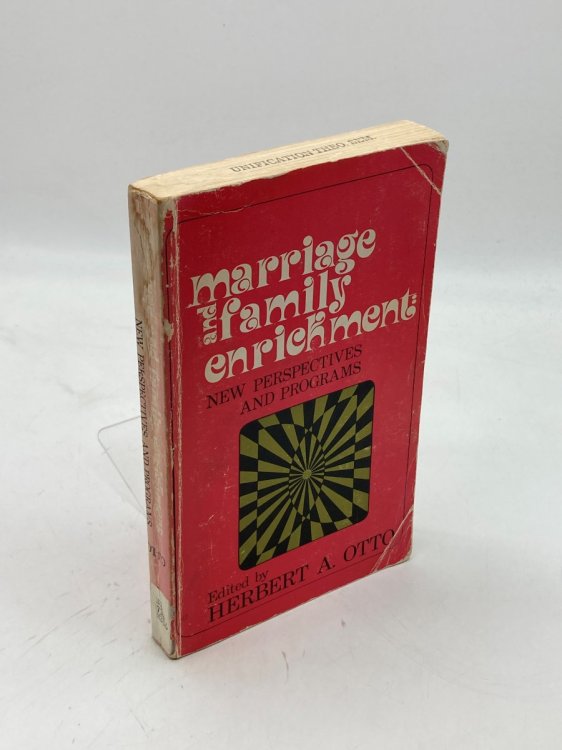 UNIFICATION THEO. SEM.
marriage
and family
enrichment:
NEW PERSPECTIVES
AND PROGRAMS
Edited by
HERBERT A. OTTO
NEW PERSPECTIVES AND PROGRAMS
OTTO